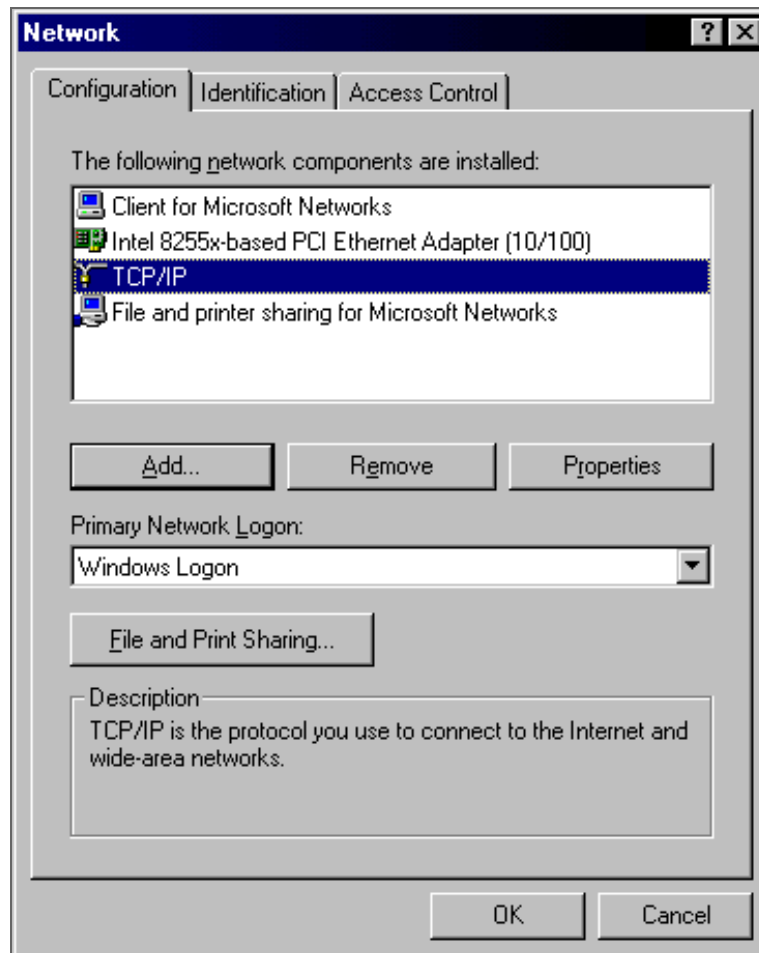 Network
Configuration
Identification
Access Control
The following network components are installed:
Client for Microsoft Networks
Intel 8255x-based PCI Ethernet Adapter (10/100)
TCP/IP
File and printer sharing for Microsoft Networks
Add...
Remove
Properties
Primary Network Logon:
Windows Logon
File and Print Sharing...
Description
TCP/IP is the protocol you use to connect to the Internet and
wide-area networks.
OK
Cancel